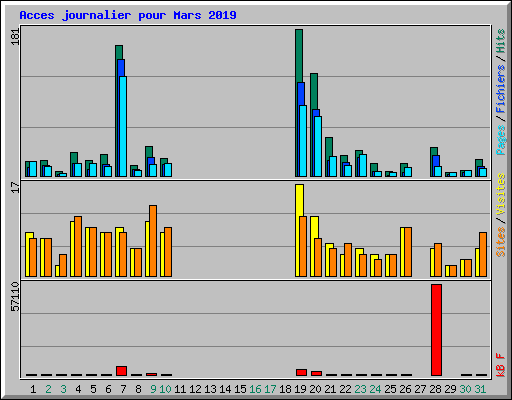 Acces journalier pour Mars 2019
181
17
57110
Pages / Fichiers / Hits
Sites / Visites
kB F
1 2 3 4 5 6 7 8 9 10 11 12 13 14 15 16 17 18 19 20 21 22 23 24 25 26 27 28 29 30 31